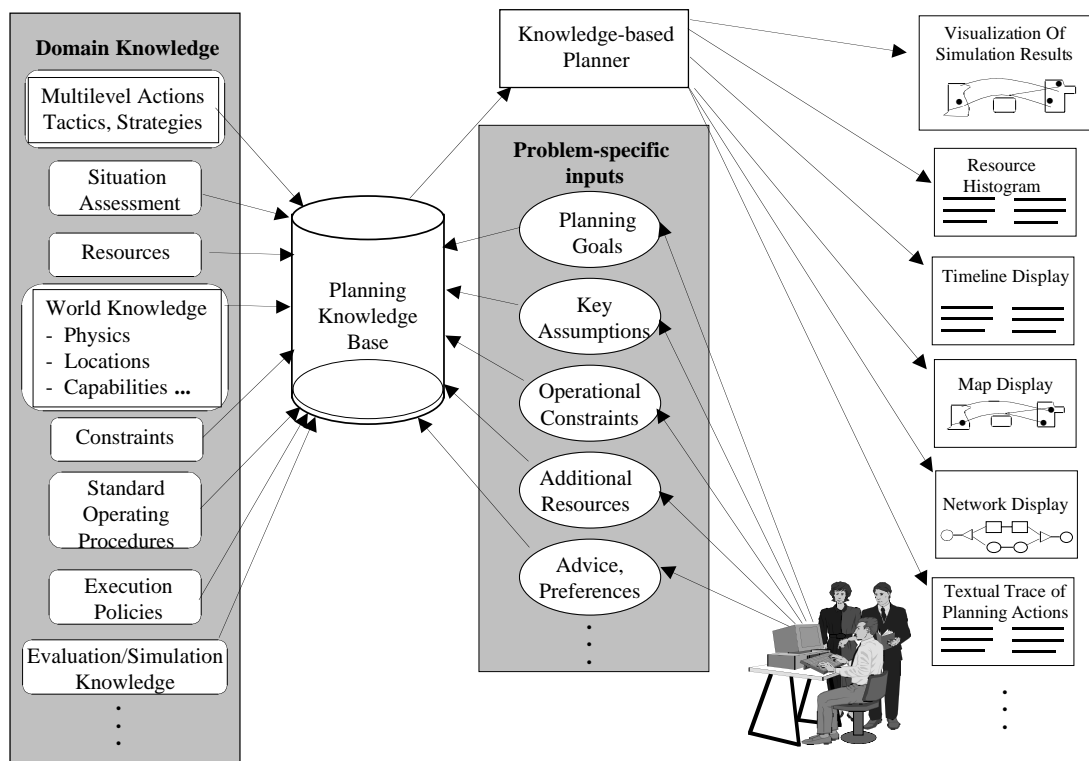 Domain Knowledge
Multilevel Actions
Tactics, Strategies
Situation
Assessment
Resources
World Knowledge
- Physics
- Locations
- Capabilities ...
Constraints
Standard
Operating
Procedures
Execution
Policies
Evaluation/Simulation
Knowledge
Planning
Knowledge
Base
Knowledge-based
Planner
Problem-specific
inputs
Planning
Goals
Key
Assumptions
Operational
Constraints
Additional
Resources
Advice,
Preferences
Visualization Of
Simulation Results
Resource
Histogram
Timeline Display
Map Display
Network Display
Textual Trace of
Planning Actions